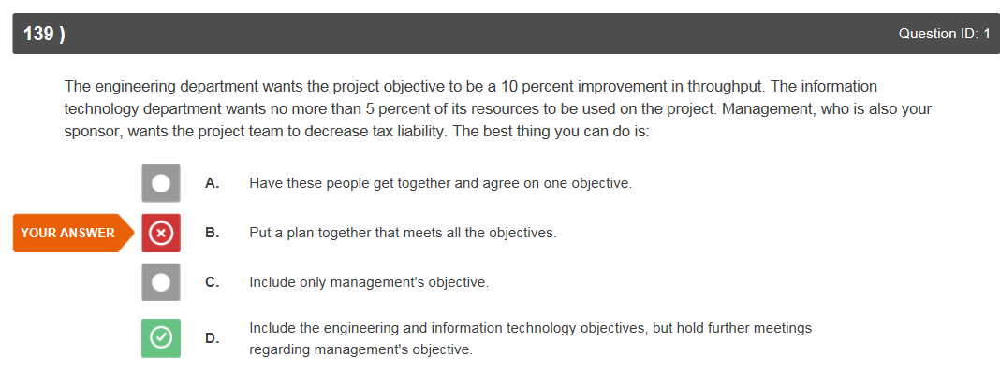 139 )
Question ID: 1
The engineering department wants the project objective to be a 10 percent improvement in throughput. The information
technology department wants no more than 5 percent of its resources to be used on the project. Management, who is also your
sponsor, wants the project team to decrease tax liability. The best thing you can do is:
A. Have these people get together and agree on one objective.
YOUR ANSWER
B. Put a plan together that meets all the objectives.
C. Include only management's objective.
D. Include the engineering and information technology objectives, but hold further meetings
regarding management's objective.